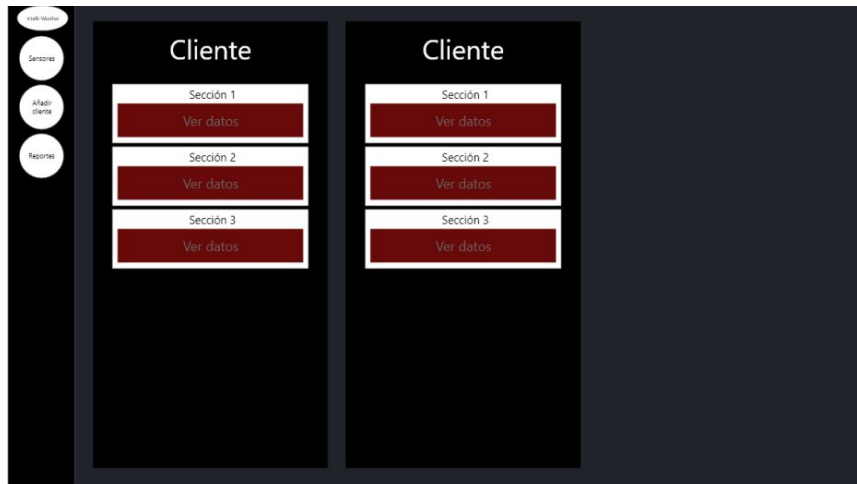 Sensores
Añadir
cliente
Reportes
Cliente
Sección 1
Ver datos
Sección 2
Ver datos
Sección 3
Ver datos
Cliente
Sección 1
Ver datos
Sección 2
Ver datos
Sección 3
Ver datos